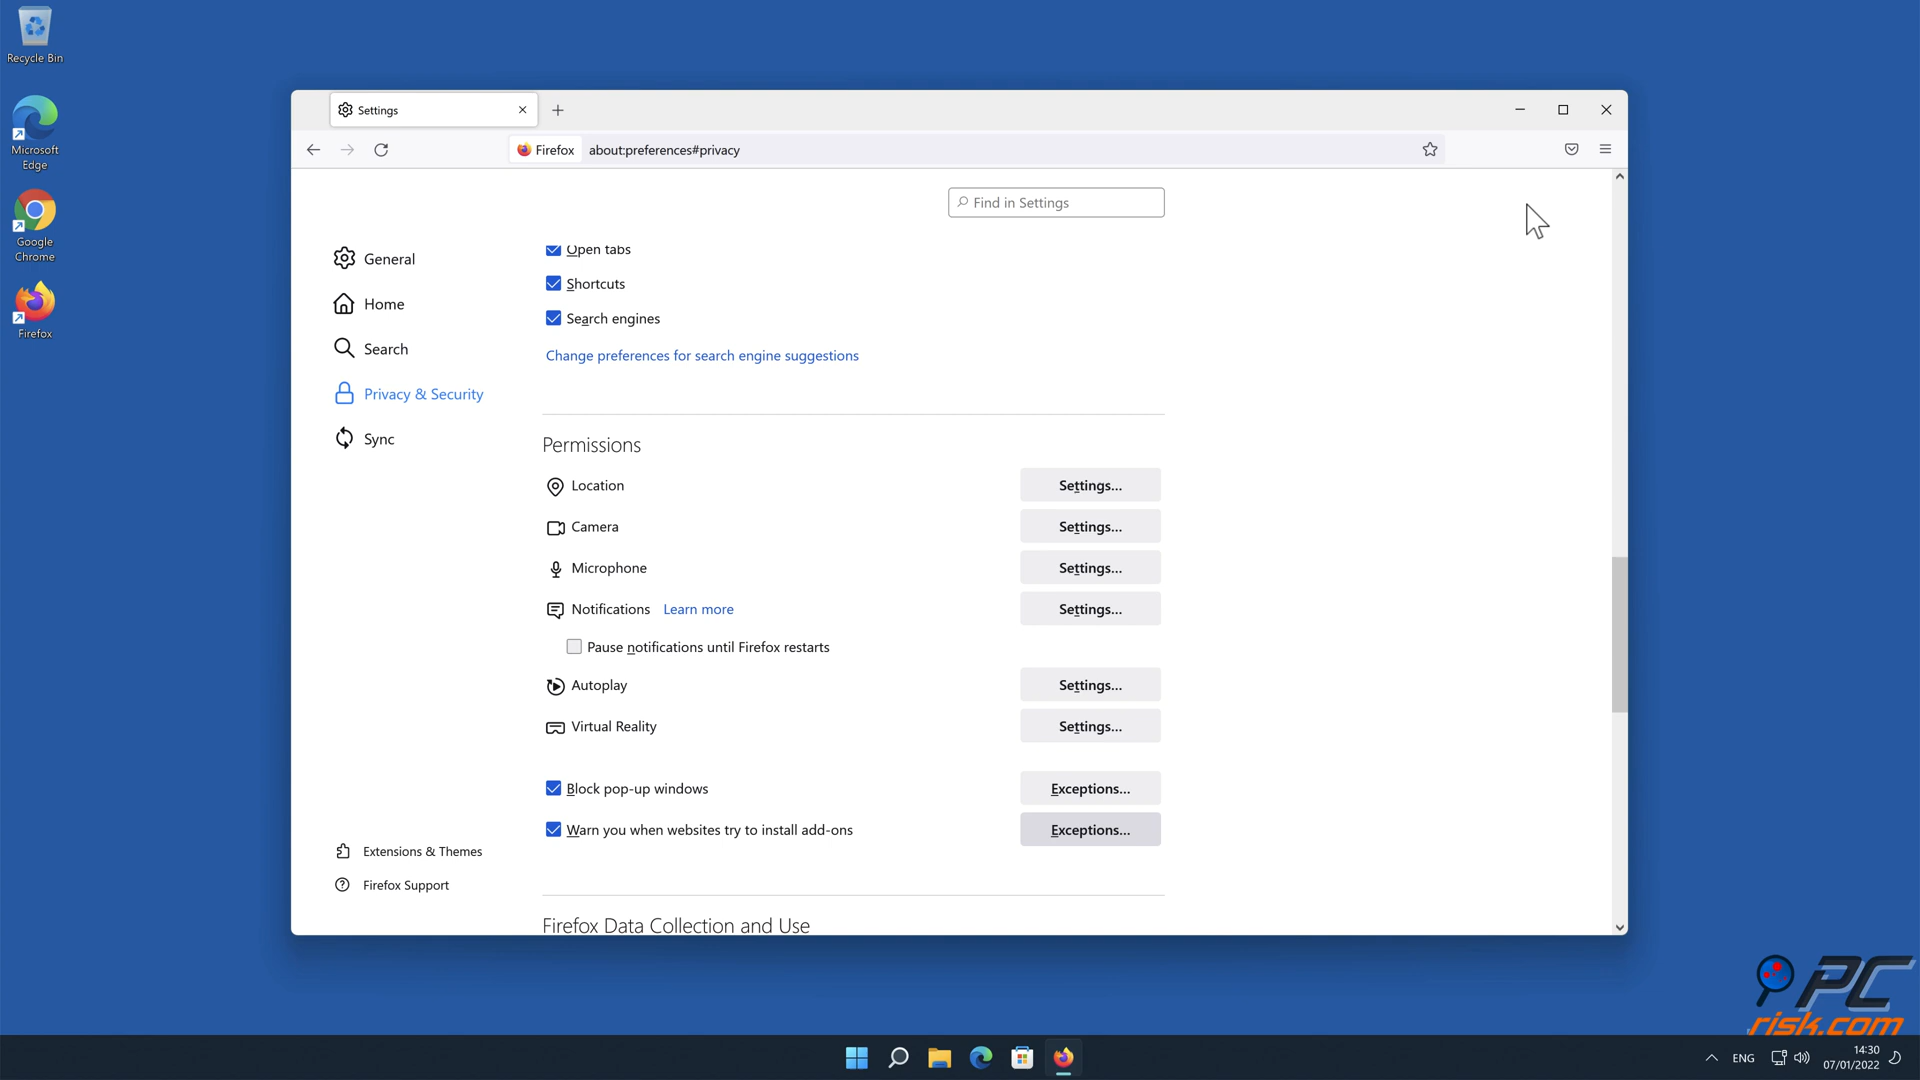 Recycle Bin
Microsoft
Edge
Google
Chrome
Firefox
Settings
Firefox
about:preferences#privacy
Find in Settings
General
Home
Search
Privacy & Security
Sync
Extensions & Themes
Firefox Support
Open tabs
Shortcuts
Search engines
Change preferences for search engine suggestions
Permissions
Location
Settings...
Camera
Settings...
Microphone
Settings...
Notifications Learn more
Settings...
Pause notifications until Firefox restarts
Autoplay
Settings...
Virtual Reality
Settings...
Block pop-up windows
Exceptions...
Warn you when websites try to install add-ons
Exceptions...
Firefox Data Collection and Use
PC
risk.com
ENG
14:30
07/01/2022